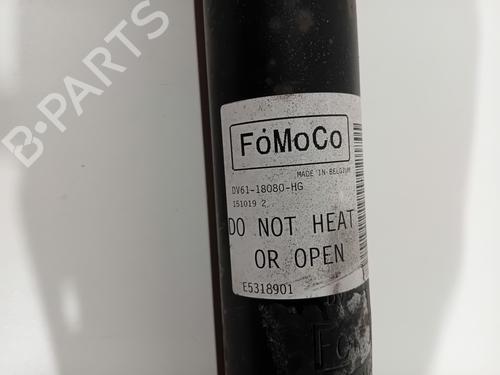 FoMoCo
MADE IN BELGIUM
DV61-18080-HG
151019 2
DO NOT HEAT
OR OPEN
E5318901
B-PARTS